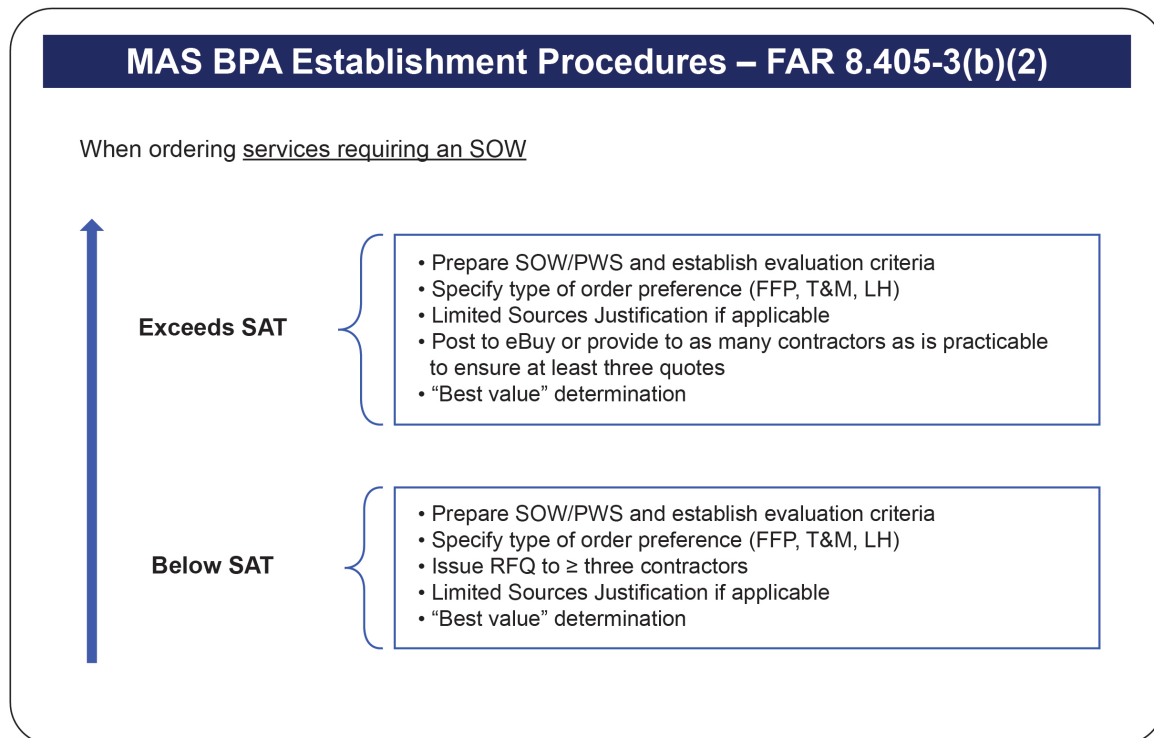 MAS BPA Establishment Procedures – FAR 8.405-3(b)(2)
When ordering services requiring an SOW
Exceeds SAT
• Prepare SOW/PWS and establish evaluation criteria
• Specify type of order preference (FFP, T&M, LH)
• Limited Sources Justification if applicable
• Post to eBuy or provide to as many contractors as is practicable
to ensure at least three quotes
• “Best value” determination
Below SAT
• Prepare SOW/PWS and establish evaluation criteria
• Specify type of order preference (FFP, T&M, LH)
• Issue RFQ to ≥ three contractors
• Limited Sources Justification if applicable
• “Best value” determination